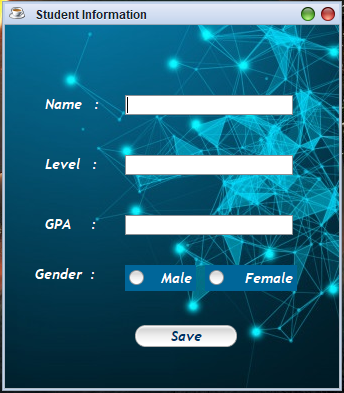 Student Information
Name :
Level :
GPA :
Gender : Male Female
Save